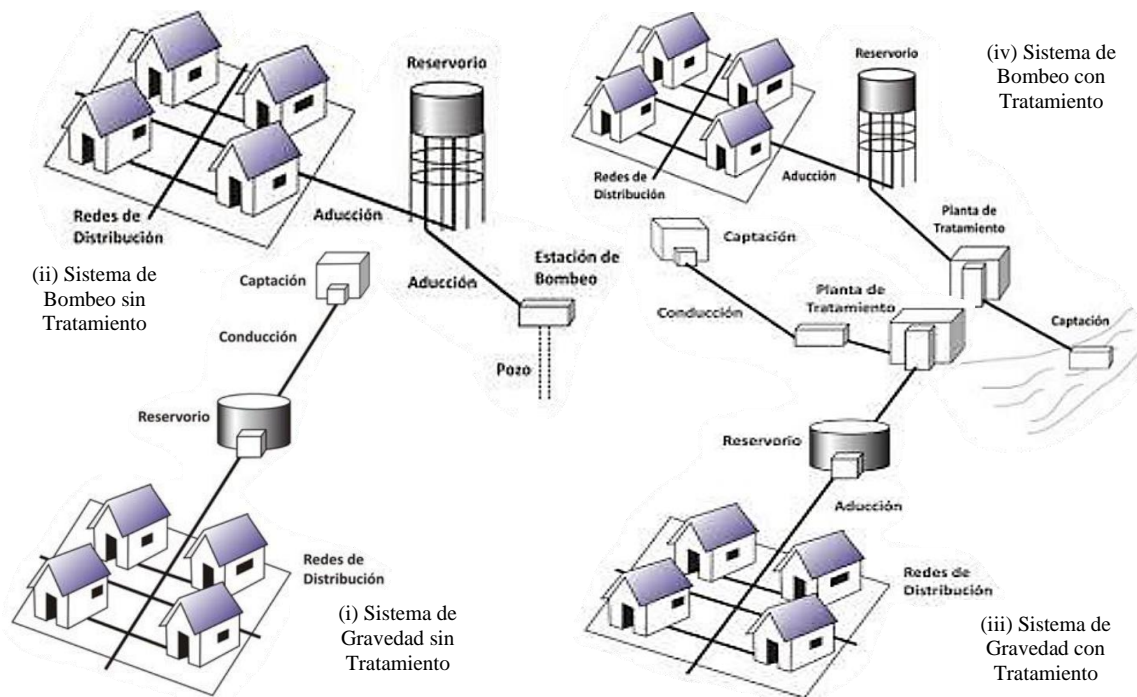 Reservorio
Redes de
Distribución
Aducción
Aducción
Estación de
Bombeo
Pozo
(ii) Sistema de
Bombeo sin
Tratamiento
Captación
Conducción
Reservorio
Redes de
Distribución
(i) Sistema de
Gravedad sin
Tratamiento
(iv) Sistema de
Bombeo con
Tratamiento
Reservorio
Redes de
Distribución
Aducción
Planta de
Tratamiento
Captación
Captación
Conducción
Planta de
Tratamiento
Reservorio
Aducción
Redes de
Distribución
(iii) Sistema de
Gravedad con
Tratamiento